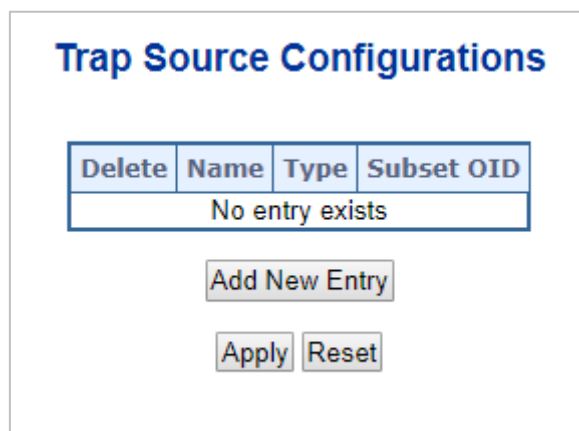 Trap Source Configurations
Delete Name Type Subset OID
No entry exists
Add New Entry
Apply Reset